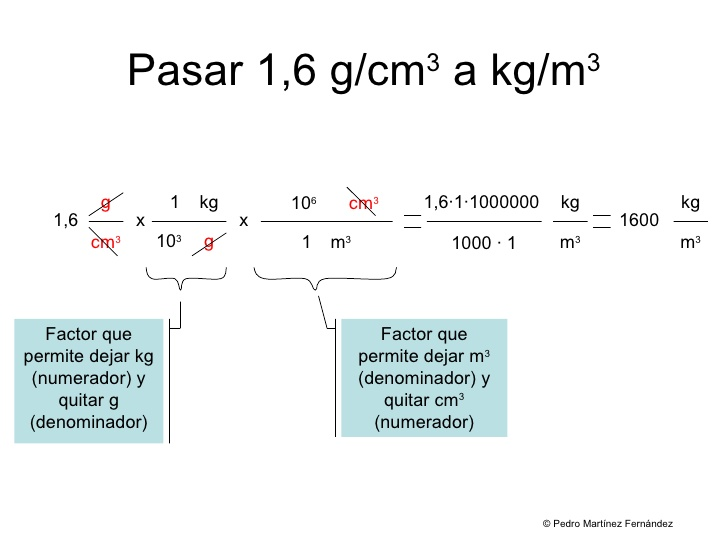 Pasar 1,6 g/cm³ a kg/m³
1,6 g/cm³ x 1 kg/10³ g x 10⁶ cm³/1 m³ = 1,6·1·1000000/1000 · 1 kg/m³ = 1600 kg/m³
Factor que
permite dejar kg
(numerador) y
quitar g
(denominador)
Factor que
permite dejar m³
(denominador) y
quitar cm³
(numerador)
© Pedro Martínez Fernández